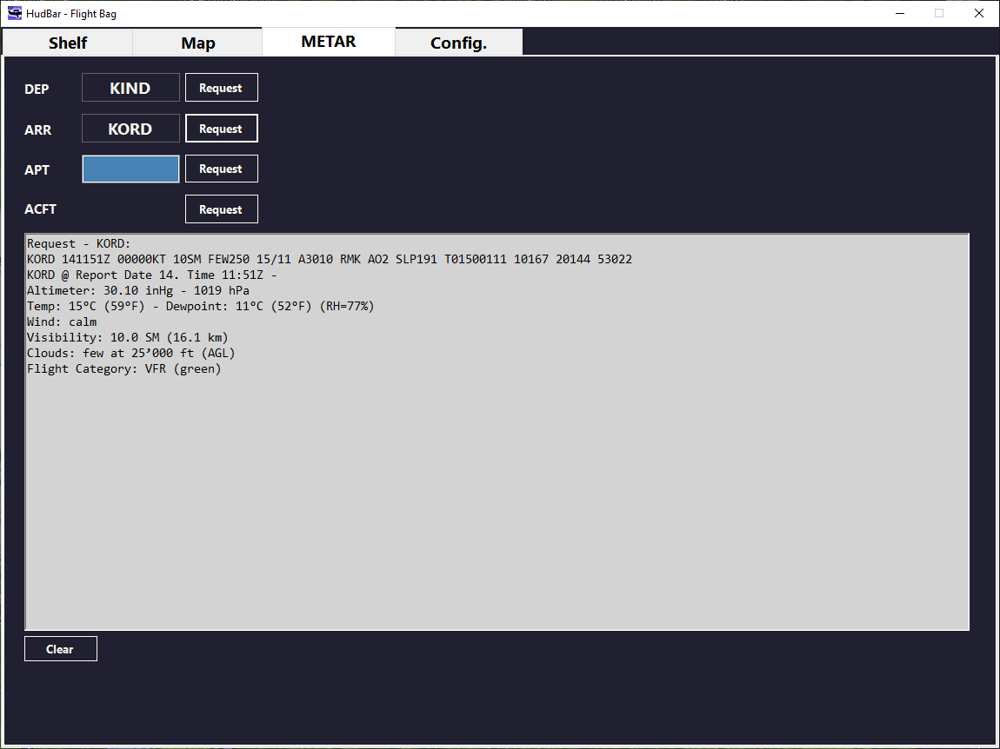 HudBar - Flight Bag
Shelf Map METAR Config.
DEP KIND Request
ARR KORD Request
APT Request
ACFT Request
Request - KORD:
KORD 141151Z 00000KT 10SM FEW250 15/11 A3010 RMK AO2 SLP191 T01500111 10167 20144 53022
KORD @ Report Date 14. Time 11:51Z -
Altimeter: 30.10 inHg - 1019 hPa
Temp: 15°C (59°F) - Dewpoint: 11°C (52°F) (RH=77%)
Wind: calm
Visibility: 10.0 SM (16.1 km)
Clouds: few at 25’000 ft (AGL)
Flight Category: VFR (green)
Clear